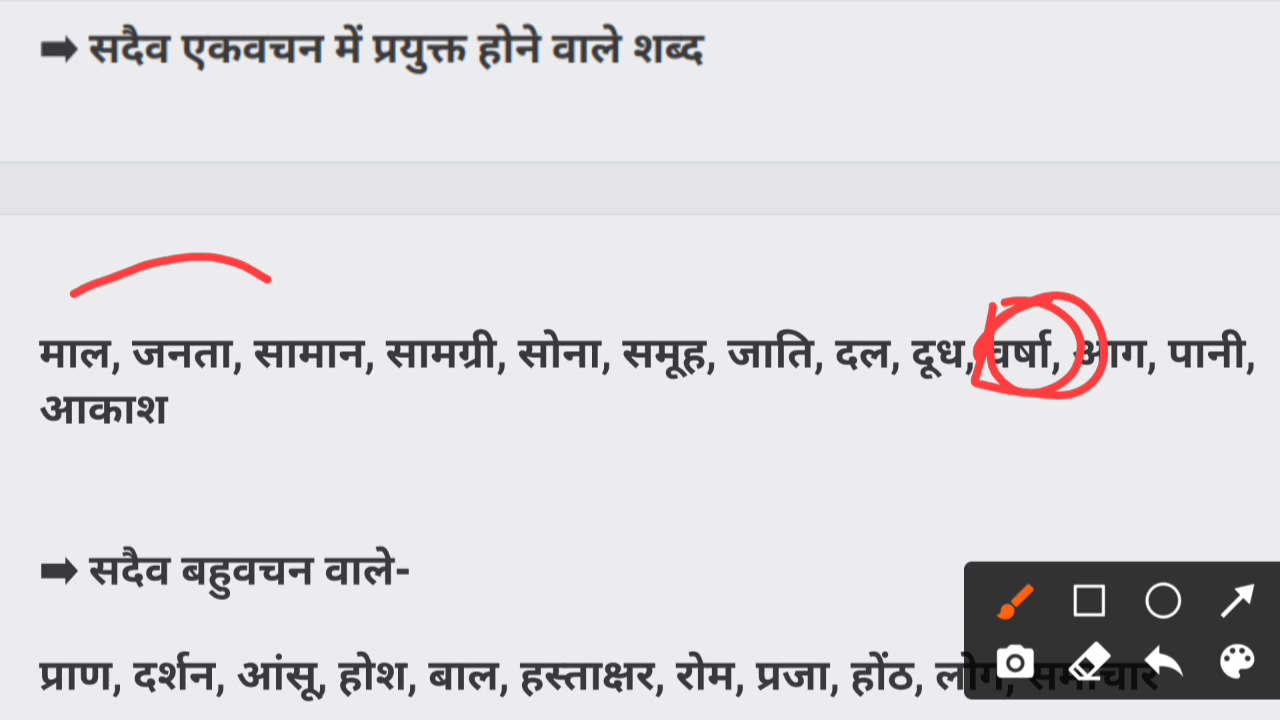 ➡ सदैव एकवचन में प्रयुक्त होने वाले शब्द
माल, जनता, सामान, सामग्री, सोना, समूह, जाति, दल, दूध, वर्षा, आग, पानी,
आकाश
➡ सदैव बहुवचन वाले-
प्राण, दर्शन, आंसू, होश, बाल, हस्ताक्षर, रोम, प्रजा, होंठ, लोग, समाचार